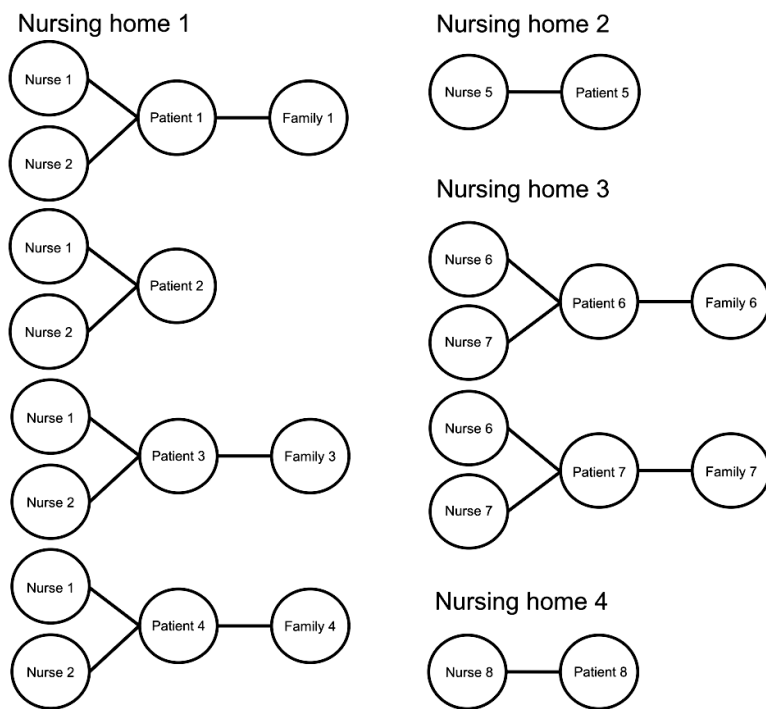 Nursing home 1
Nurse 1
Patient 1
Family 1
Nurse 2
Nurse 1
Patient 2
Nurse 2
Nurse 1
Patient 3
Family 3
Nurse 2
Nurse 1
Patient 4
Family 4
Nurse 2
Nursing home 2
Nurse 5
Patient 5
Nursing home 3
Nurse 6
Patient 6
Family 6
Nurse 7
Nurse 6
Patient 7
Family 7
Nurse 7
Nursing home 4
Nurse 8
Patient 8